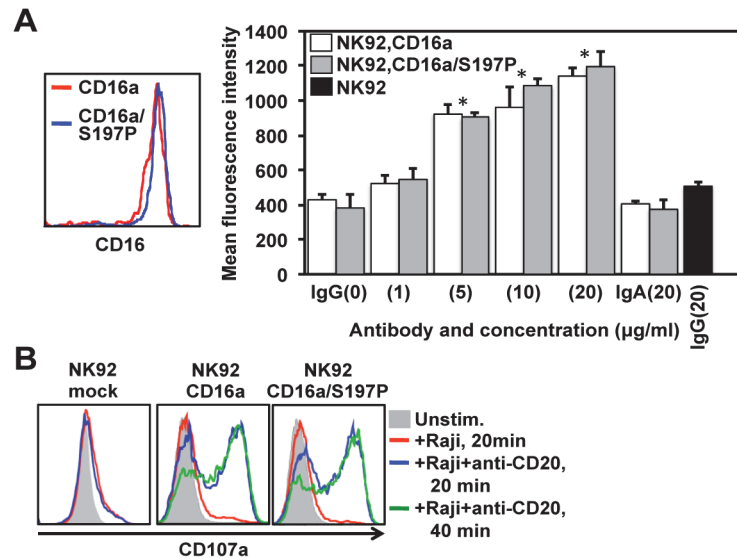 A
CD16a
CD16a/
S197P
CD16
Mean fluorescence intensity
1400
1200
1000
800
600
400
200
0
NK92,CD16a
NK92,CD16a/S197P
NK92
*
*
*
IgG(0)
(1)
(5)
(10)
(20)
IgA(20)
IgG(20)
Antibody and concentration (µg/ml)
B
NK92
mock
NK92
CD16a
NK92
CD16a/S197P
CD107a
Unstim.
+Raji, 20min
+Raji+anti-CD20,
20 min
+Raji+anti-CD20,
40 min